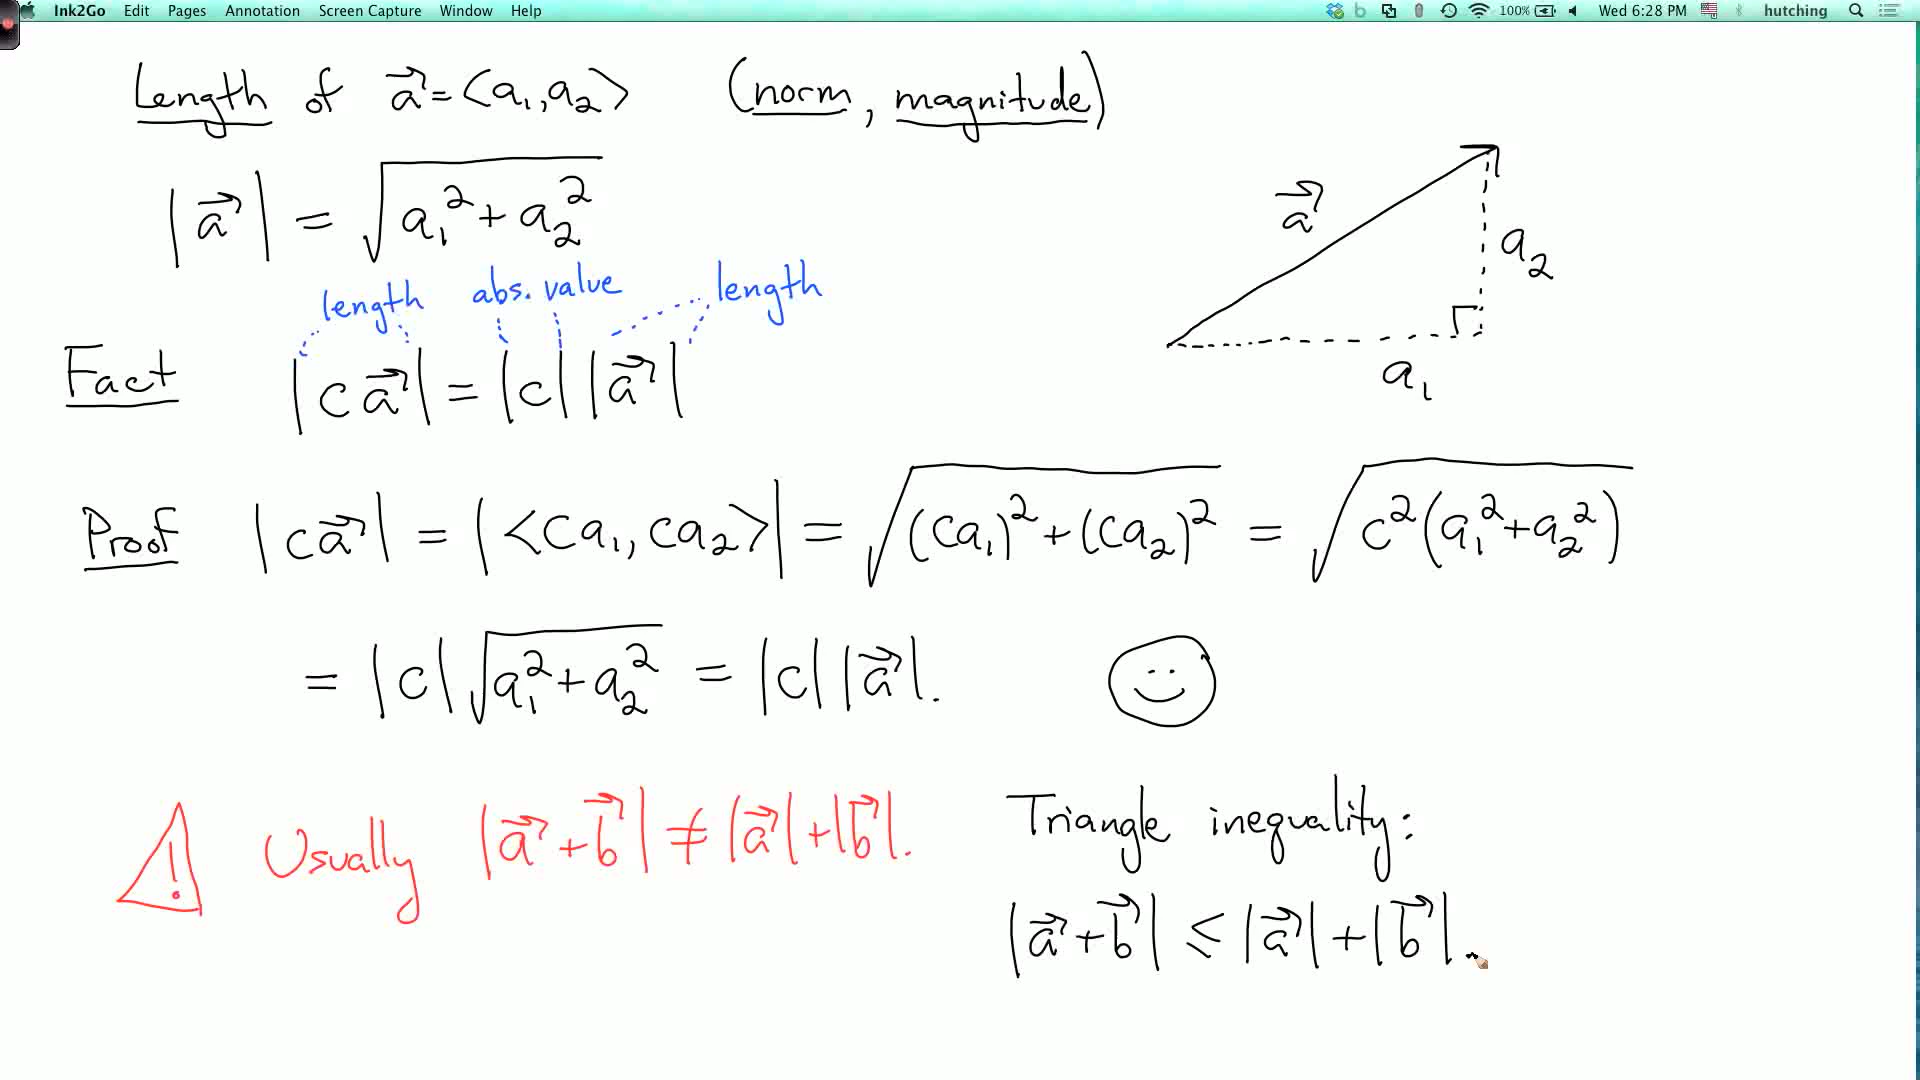 Ink2Go Edit Pages Annotation Screen Capture Window Help 100% Wed 6:28 PM hutching
Length of a⃗ = <a₁, a₂> (norm, magnitude)
|a⃗| = √(a₁² + a₂²)
a⃗
a₂
a₁
length abs. value length
Fact |c a⃗| = |c| |a⃗|
Proof |c a⃗| = |<ca₁, ca₂>| = √((ca₁)² + (ca₂)²) = √(c²(a₁² + a₂²))
= |c| √(a₁² + a₂²) = |c| |a⃗|.
! Usually |a⃗ + b⃗| ≠ |a⃗| + |b⃗|.
Triangle inequality:
|a⃗ + b⃗| ≤ |a⃗| + |b⃗|.